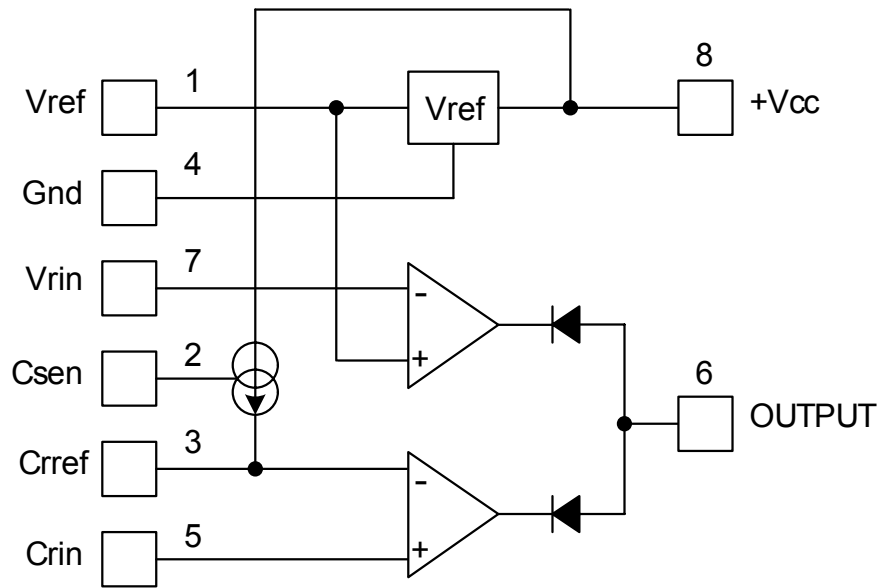 8
1
Vref
Vref
+Vcc
4
Gnd
7
Vrin
-
2
Csen
+
6
OUTPUT
3
Crref
-
5
Crin
+